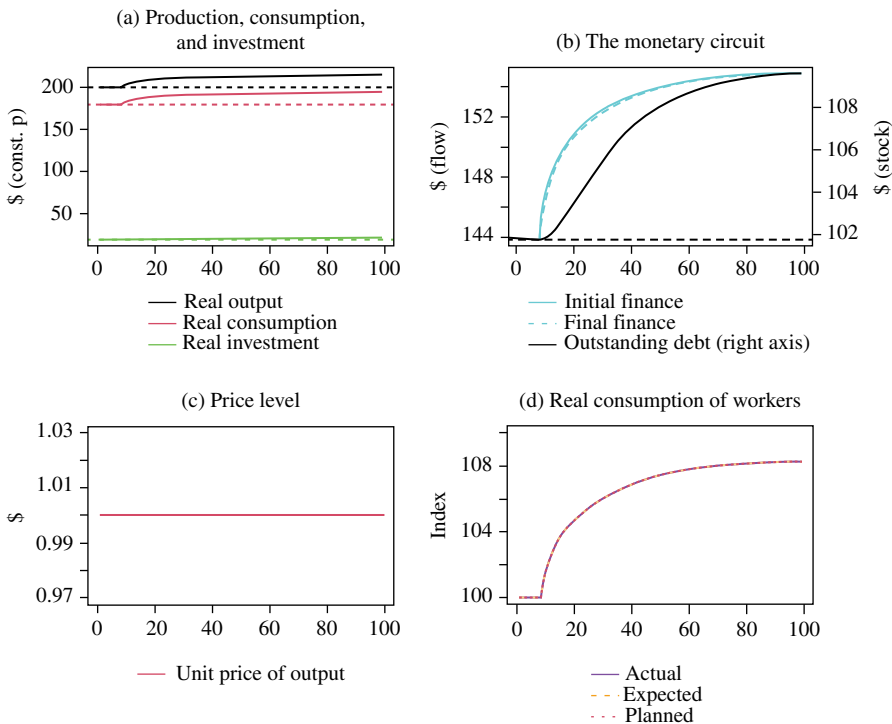 (a) Production, consumption,
and investment
$ (const. p)
200
150
100
50
0 20 40 60 80 100
Real output
Real consumption
Real investment
(b) The monetary circuit
$ (flow)
152
148
144
$ (stock)
108
106
104
102
0 20 40 60 80 100
Initial finance
Final finance
Outstanding debt (right axis)
(c) Price level
$
1.03
1.01
0.99
0.97
0 20 40 60 80 100
Unit price of output
(d) Real consumption of workers
Index
108
104
100
0 20 40 60 80 100
Actual
Expected
Planned